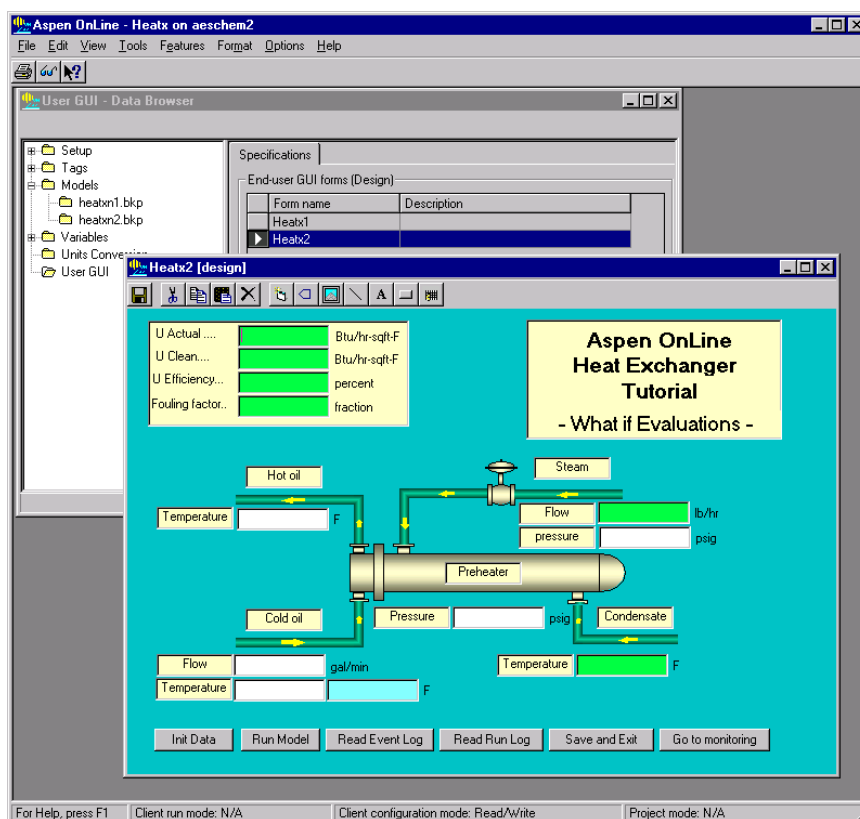 Aspen OnLine - Heatx on aeschem2
File Edit View Tools Features Format Options Help
User GUI - Data Browser
Setup
Tags
Models
heatxn1.bkp
heatxn2.bkp
Variables
User GUI
Specifications
End-user GUI forms (Design)
Form name Description
Heatx1
Heatx2
Heatx2 [design]
A
U Actual .... Btu/hr-sqft-F
U Clean.... Btu/hr-sqft-F
U Efficiency... percent
Fouling factor.. fraction
Aspen OnLine
Heat Exchanger
Tutorial
- What if Evaluations -
Steam
Hot oil
Flow lb/hr
Temperature F
pressure psig
Preheater
Cold oil Pressure psig Condensate
Flow gal/min Temperature F
Temperature F
Init Data Run Model Read Event Log Read Run Log Save and Exit Go to monitoring
For Help, press F1 Client run mode: N/A Client configuration mode: Read/Write Project mode: N/A